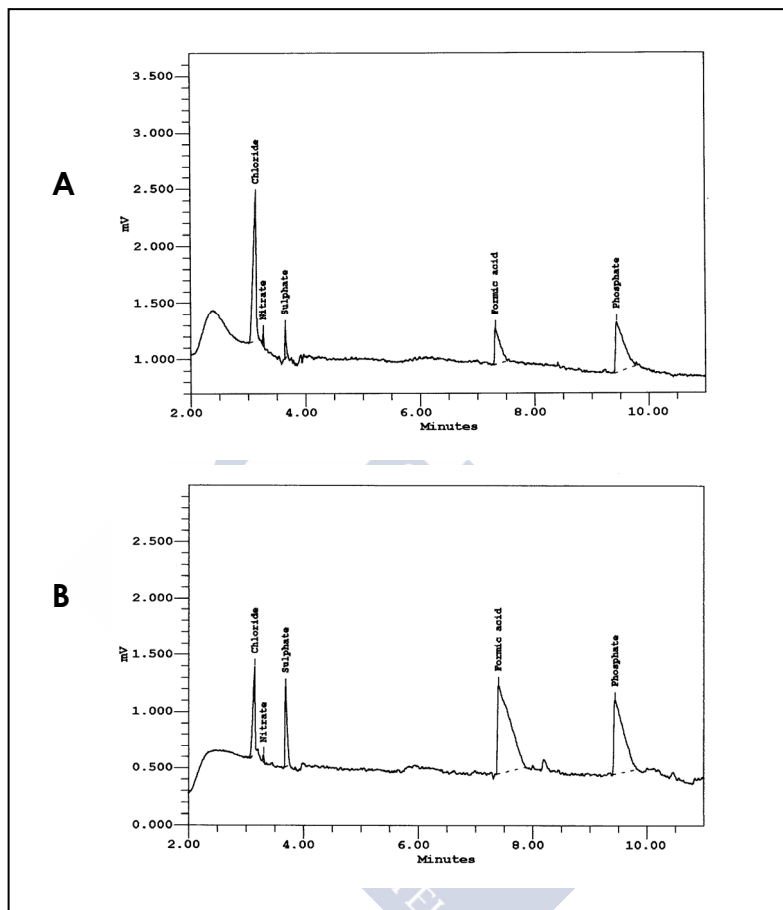 A
mV
3.500
3.000
2.500
2.000
1.500
1.000
Chloride
Nitrate
Sulphate
Formic acid
Phosphate
2.00 4.00 6.00 8.00 10.00
Minutes
B
mV
2.500
2.000
1.500
1.000
0.500
0.000
Chloride
Nitrate
Sulphate
Formic acid
Phosphate
2.00 4.00 6.00 8.00 10.00
Minutes